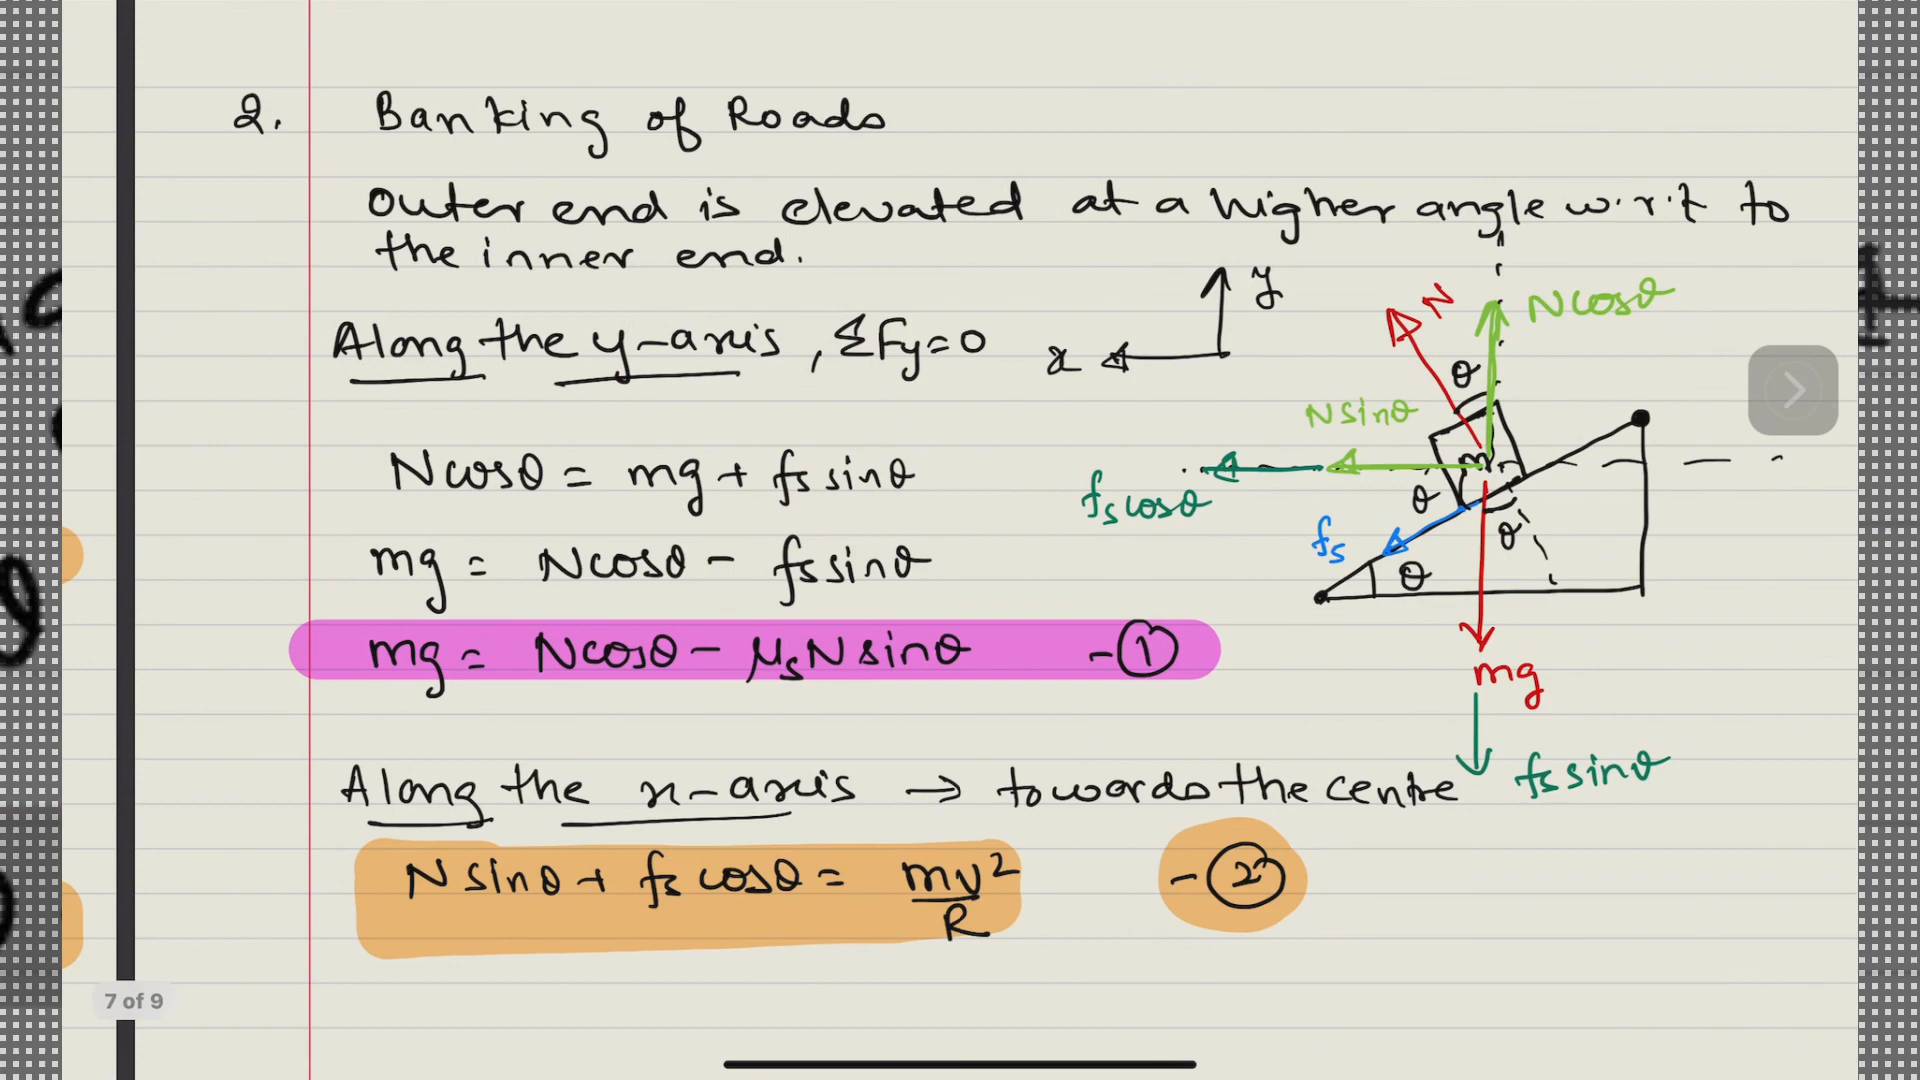 2. Banking of Roads
Outer end is elevated at a higher angle w.r.t to
the inner end.
Along the y-axis, ΣFy=0
y
x
N
Ncosθ
θ
Nsinθ
m
Ncosθ = mg + fs sinθ
fs cosθ
θ
fs
θ
mg = Ncosθ - fs sinθ
θ
mg = Ncosθ - μsN sinθ - ①
mg
Along the x-axis → towards the centre
fs sinθ
N sinθ + fs cosθ = mv²/R - ②
7 of 9